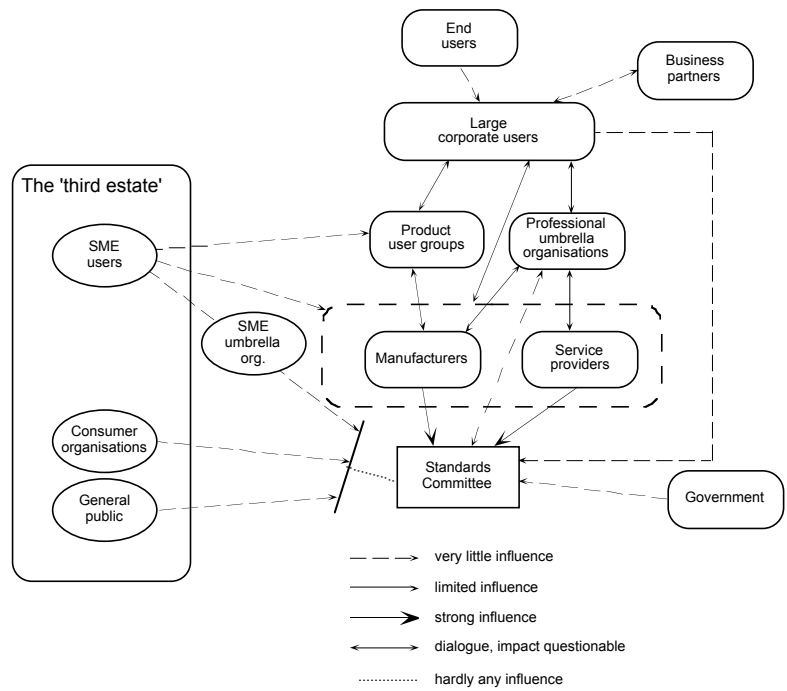 End
users
Business
partners
Large
corporate users
The 'third estate'
SME
users
Product
user groups
Professional
umbrella
organisations
SME
umbrella
org.
Manufacturers
Service
providers
Consumer
organisations
General
public
Standards
Committee
Government
very little influence
limited influence
strong influence
dialogue, impact questionable
hardly any influence